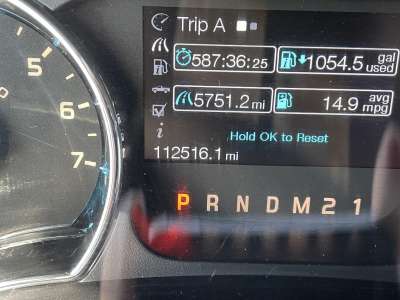 Trip A
587:36:25
1054.5 gal used
5751.2 mi
14.9 avg mpg
Hold OK to Reset
112516.1 mi
P R N D M 2 1
5
6
7